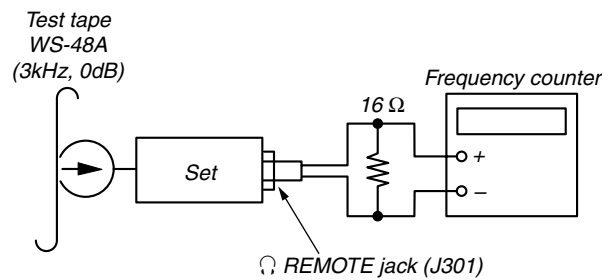 Test tape
WS-48A
(3kHz, 0dB)
Set
16 Ω
Frequency counter
+
–
Ω REMOTE jack (J301)